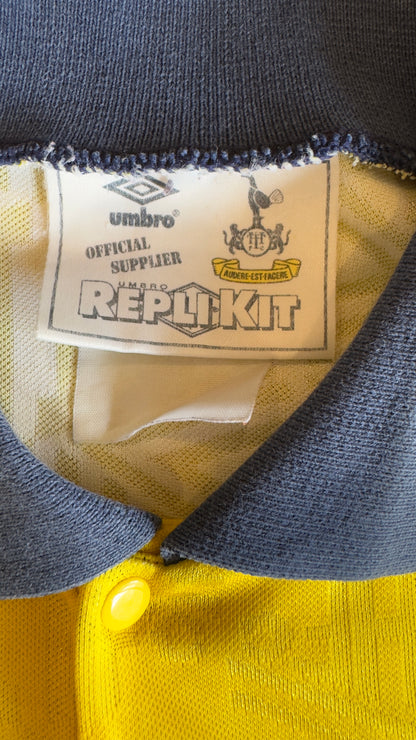 umbro®
OFFICIAL
SUPPLIER
AUDERE·EST·FACERE
UMBRO
REPLI·KIT